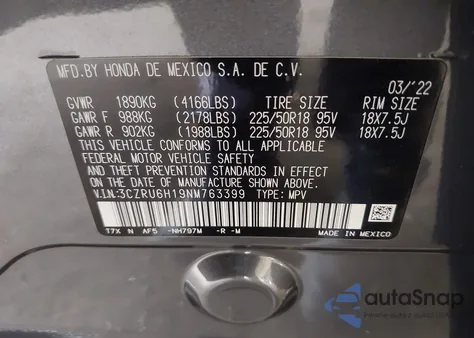 MFD.BY HONDA DE MEXICO S.A. DE C.V.
03/'22
GVWR 1890KG (4166LBS) TIRE SIZE RIM SIZE
GAWR F 988KG (2178LBS) 225/50R18 95V 18X7.5J
GAWR R 902KG (1988LBS) 225/50R18 95V 18X7.5J
THIS VEHICLE CONFORMS TO ALL APPLICABLE
FEDERAL MOTOR VEHICLE SAFETY, BUMPER,
AND THEFT PREVENTION STANDARDS IN EFFECT ON
THE DATE OF MANUFACTURE SHOWN ABOVE.
V.I.N:3CZRU6H19NM763399 TYPE: MPV
T7X N AF5 -NH797M -R -M MADE IN MEXICO
autaSnap